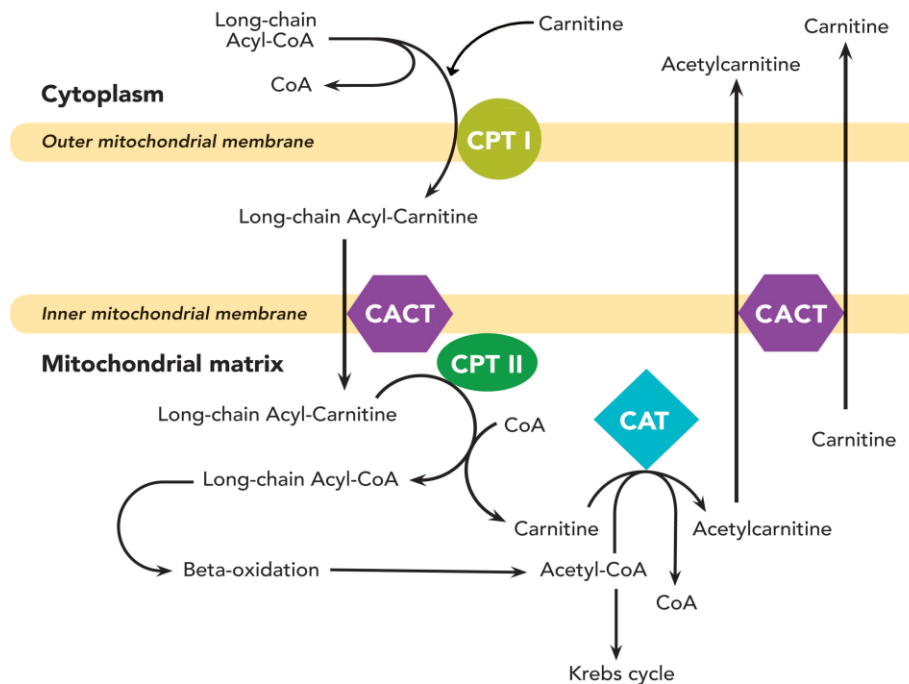 Long-chain
Acyl-CoA
Carnitine
Carnitine
CoA
Acetylcarnitine
Cytoplasm
Outer mitochondrial membrane
CPT I
Long-chain Acyl-Carnitine
Inner mitochondrial membrane
CACT
CACT
Mitochondrial matrix
CPT II
Long-chain Acyl-Carnitine
CoA
CAT
Carnitine
Long-chain Acyl-CoA
Carnitine
Acetylcarnitine
Beta-oxidation
Acetyl-CoA
CoA
Krebs cycle